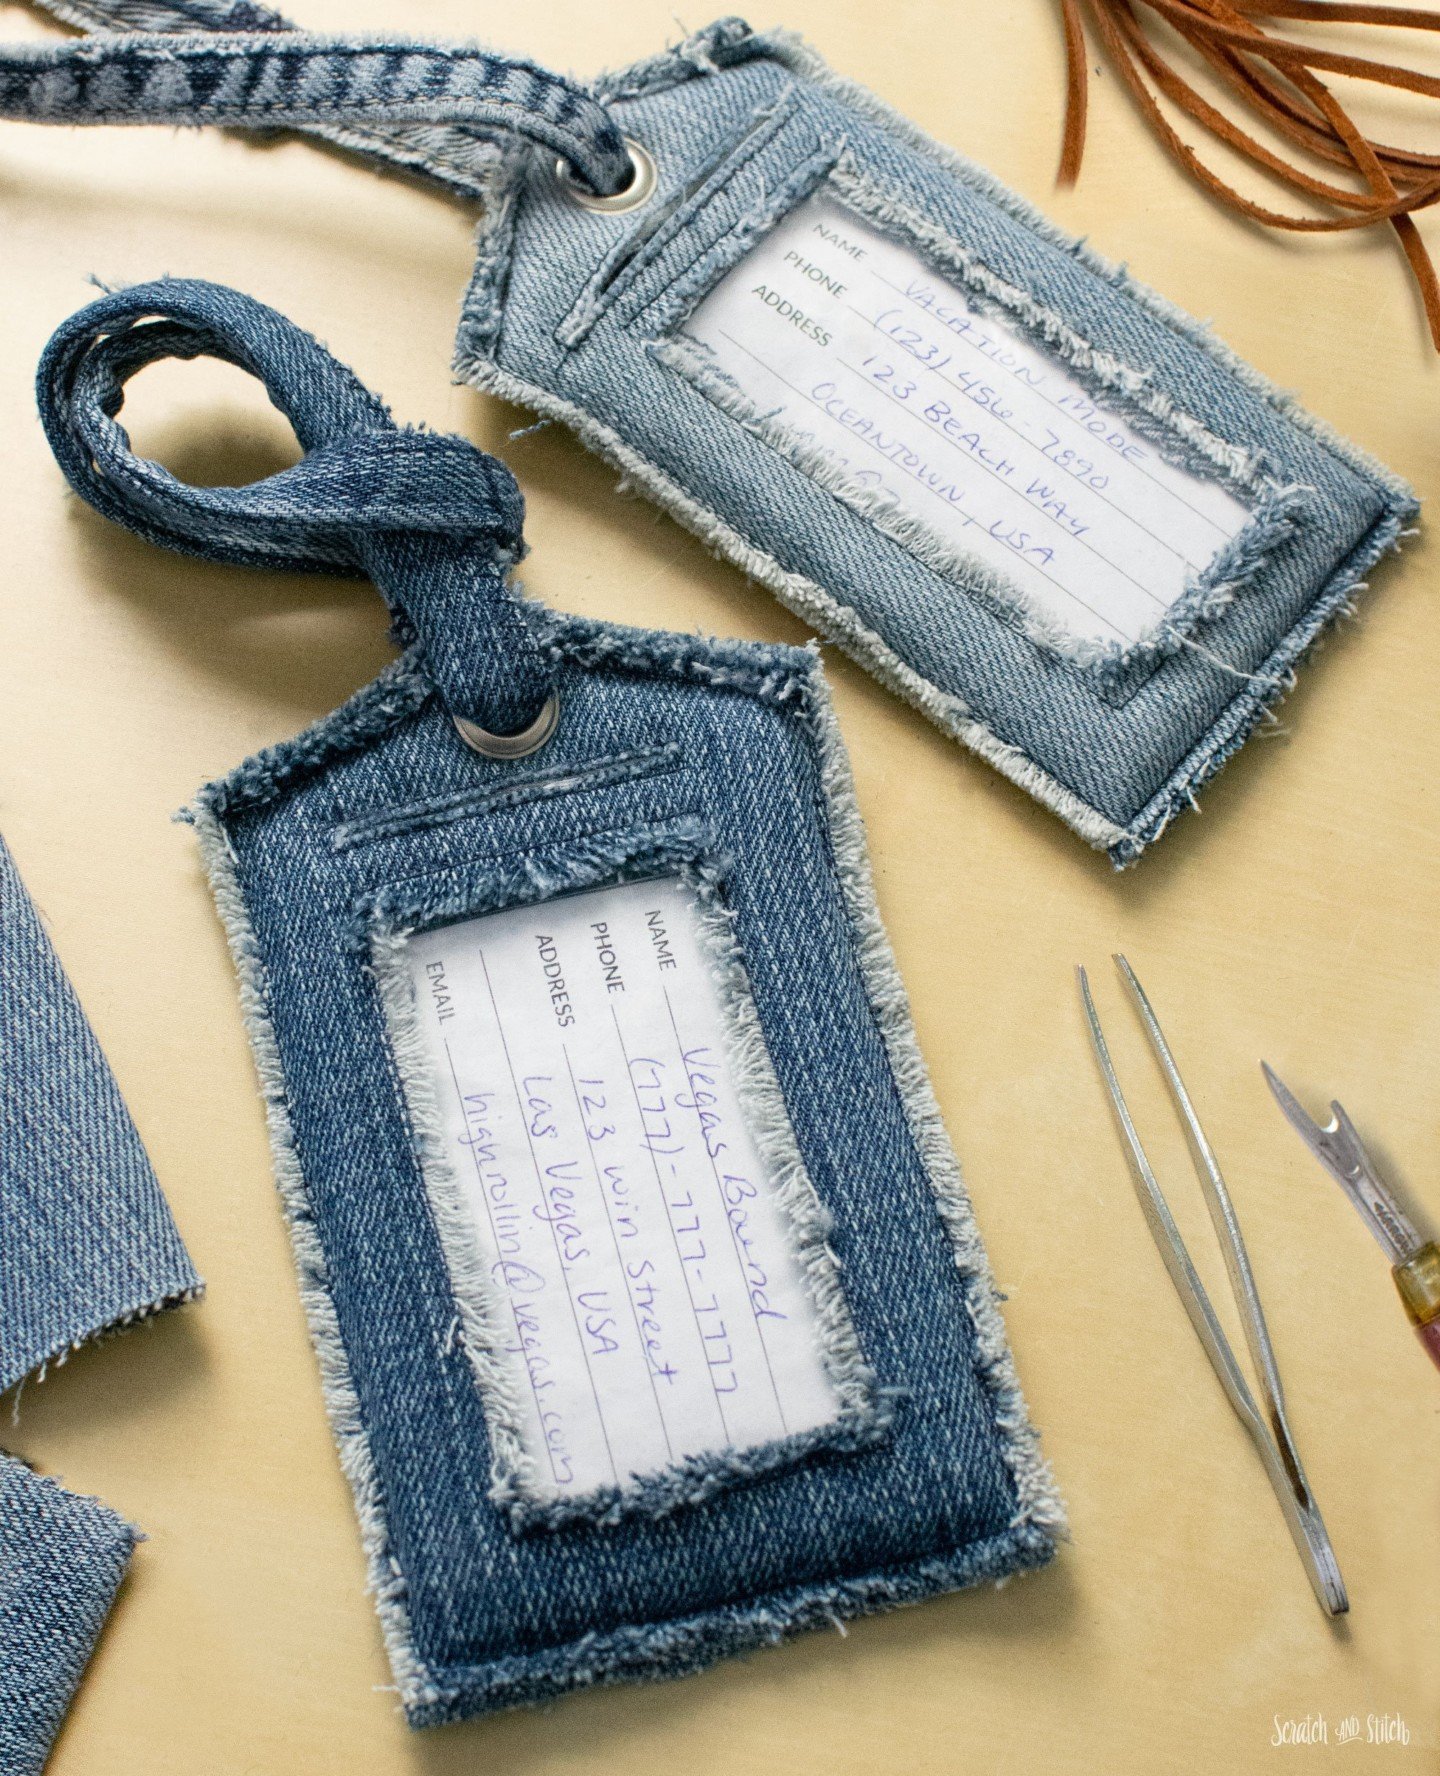 NAME VACATION MODE
PHONE (123) 456-7890
ADDRESS 123 BEACH WAY
OCEANTOWN, USA
NAME Vegas Bound
PHONE (777)-777-7777
ADDRESS 123 Win Street
Las Vegas, USA
EMAIL highrollin@vegas.com
Scratch AND Stitch